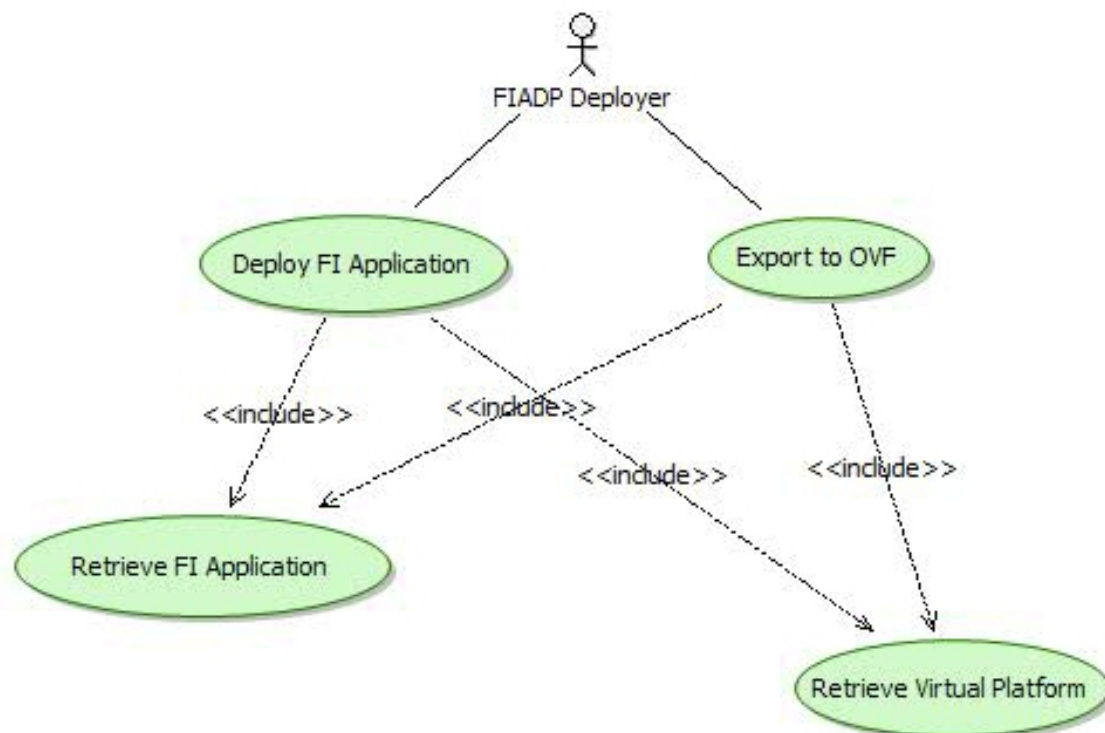 FIADP Deployer
Deploy FI Application
Export to OVF
<<include>>
<<include>>
<<include>>
<<include>>
Retrieve FI Application
Retrieve Virtual Platform